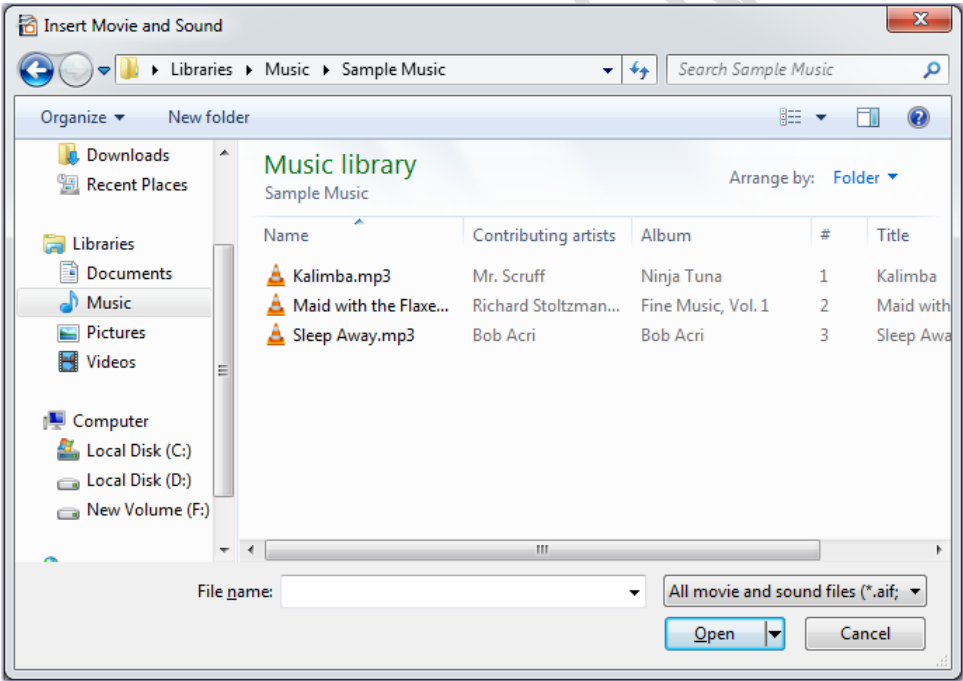 Insert Movie and Sound
Libraries Music Sample Music Search Sample Music
Organize New folder
Downloads
Recent Places
Libraries
Documents
Music
Pictures
Videos
Computer
Local Disk (C:)
Local Disk (D:)
New Volume (F:)
Music library
Sample Music
Arrange by: Folder
Name Contributing artists Album # Title
Kalimba.mp3 Mr. Scruff Ninja Tuna 1 Kalimba
Maid with the Flaxe... Richard Stoltzman... Fine Music, Vol. 1 2 Maid with
Sleep Away.mp3 Bob Acri Bob Acri 3 Sleep Awa
File name: All movie and sound files (*.aif;
Open Cancel